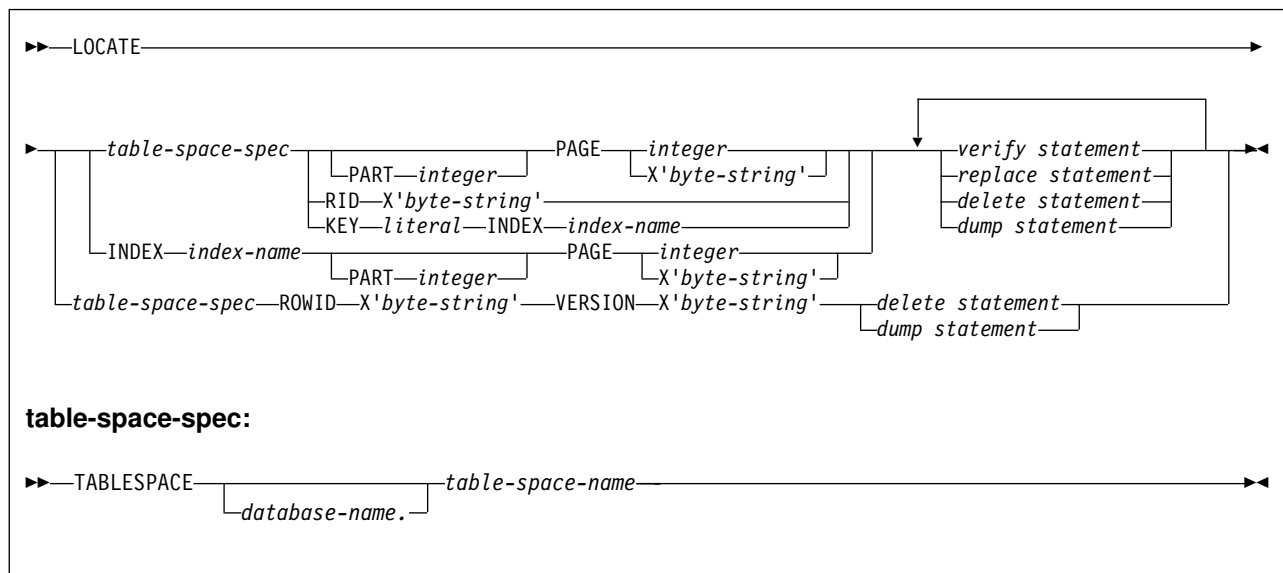 LOCATE
table-space-spec PAGE integer verify statement
PART integer X'byte-string' replace statement
RID X'byte-string' delete statement
KEY literal INDEX index-name dump statement
INDEX index-name PAGE integer
PART integer X'byte-string'
table-space-spec ROWID X'byte-string' VERSION X'byte-string' delete statement
dump statement
table-space-spec:
TABLESPACE table-space-name
database-name.